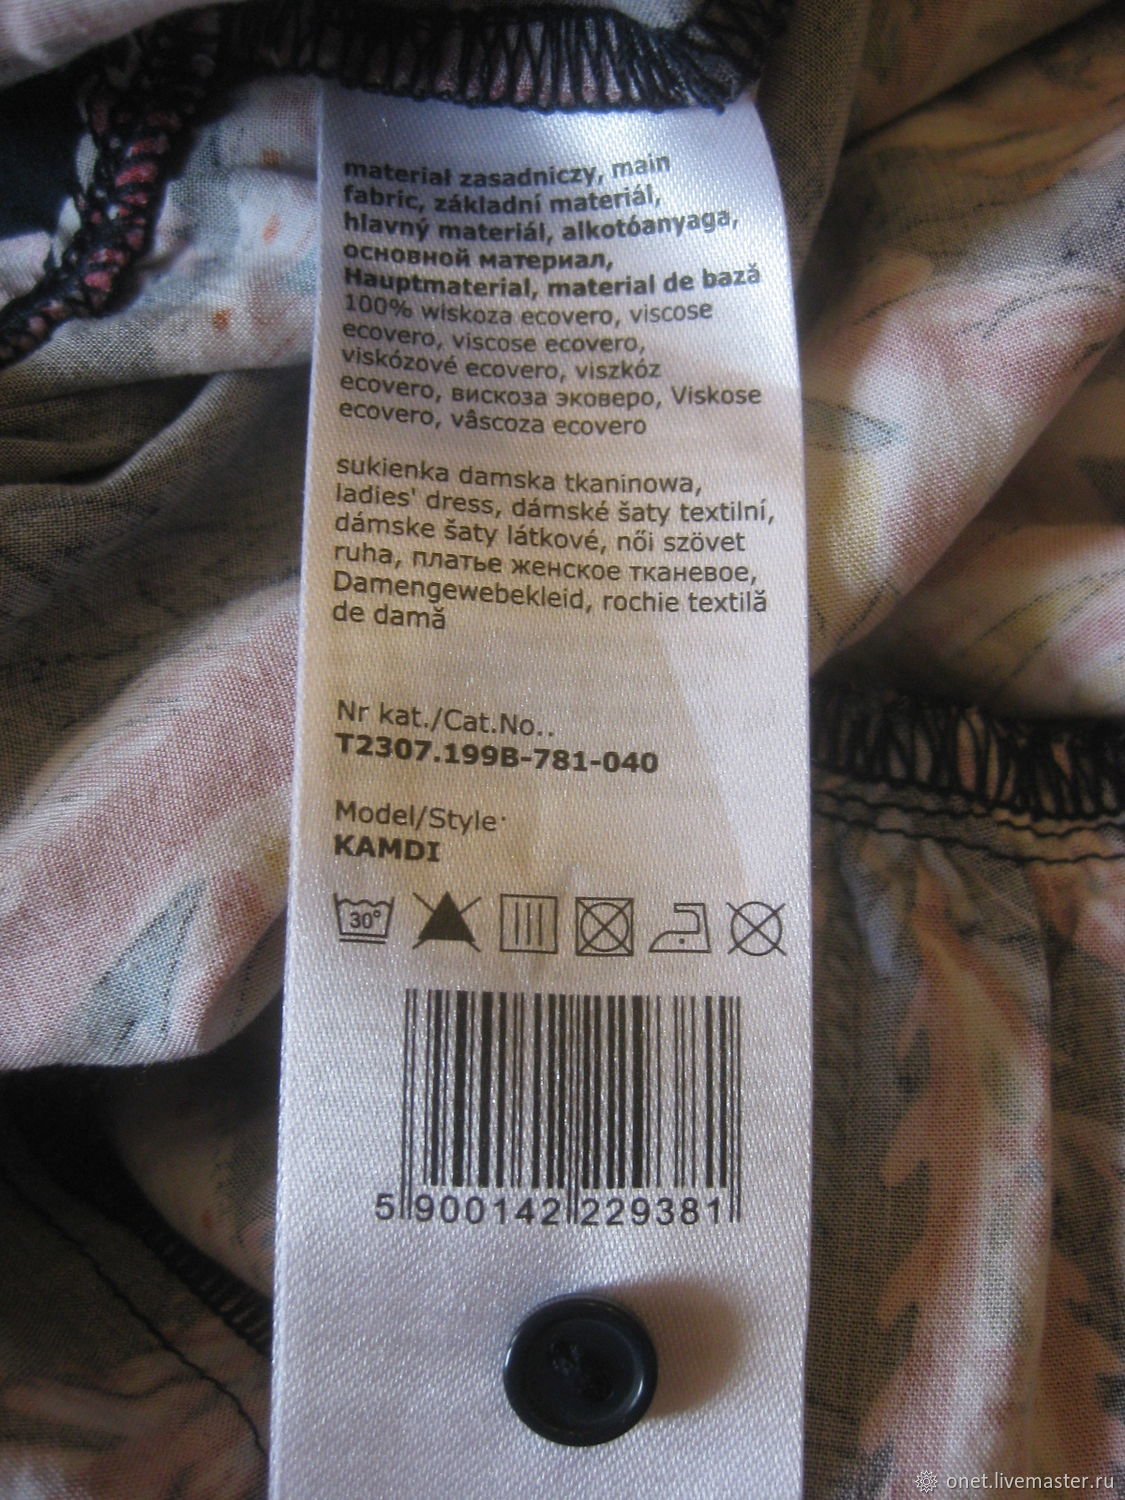 materiał zasadniczy, main
fabric, základní materiál,
hlavný materiál, alkotóanyaga,
основной материал,
Hauptmaterial, material de bază
100% wiskoza ecovero, viscose
ecovero, viscose ecovero,
viskózové ecovero, viszkóz
ecovero, вискоза эковеро, Viskose
ecovero, vâscoza ecovero
sukienka damska tkaninowa,
ladies' dress, dámské šaty textilní,
dámske šaty látkové, női szövet
ruha, платье женское тканевое,
Damengewebekleid, rochie textilă
de damă
Nr kat./Cat.No..
T2307.199B-781-040
Model/Style:
KAMDI
30°
5 900142 229381
onet.livemaster.ru